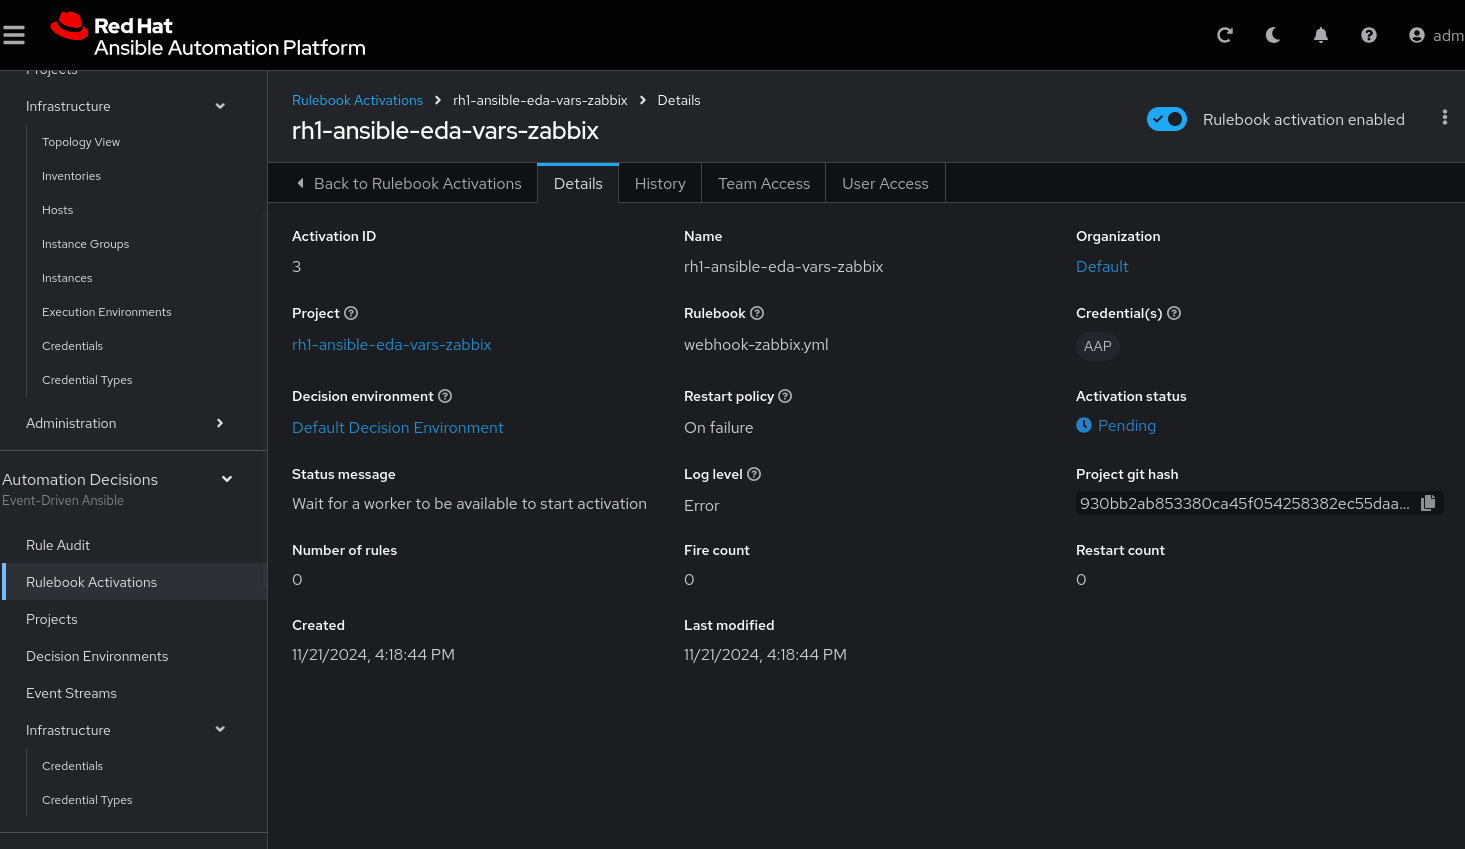 Red Hat
Ansible Automation Platform
adm
Projects
Infrastructure
Topology View
Inventories
Hosts
Instance Groups
Instances
Execution Environments
Credentials
Credential Types
Administration
Automation Decisions
Event-Driven Ansible
Rule Audit
Rulebook Activations
Projects
Decision Environments
Event Streams
Infrastructure
Credentials
Credential Types
Rulebook Activations rh1-ansible-eda-vars-zabbix Details
rh1-ansible-eda-vars-zabbix
Rulebook activation enabled
Back to Rulebook Activations Details History Team Access User Access
Activation ID Name Organization
3 rh1-ansible-eda-vars-zabbix Default
Project Rulebook Credential(s)
rh1-ansible-eda-vars-zabbix webhook-zabbix.yml AAP
Decision environment Restart policy Activation status
Default Decision Environment On failure Pending
Status message Log level Project git hash
Wait for a worker to be available to start activation Error 930bb2ab853380ca45f054258382ec55daa...
Number of rules Fire count Restart count
0 0 0
Created Last modified
11/21/2024, 4:18:44 PM 11/21/2024, 4:18:44 PM